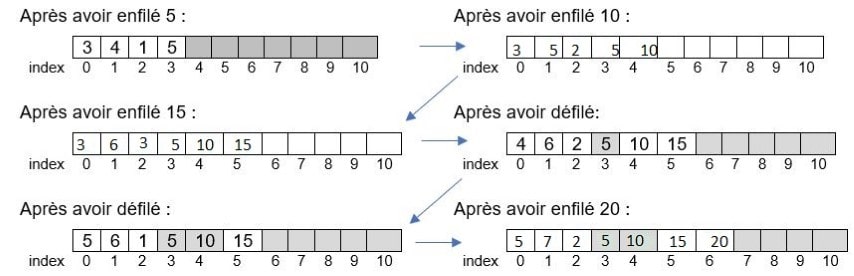 Après avoir enfilé 5 :
3 4 1 5
index 0 1 2 3 4 5 6 7 8 9 10
Après avoir enfilé 10 :
3 5 2 5 10
index 0 1 2 3 4 5 6 7 8 9 10
Après avoir enfilé 15 :
3 6 3 5 10 15
index 0 1 2 3 4 5 6 7 8 9 10
Après avoir défilé:
4 6 2 5 10 15
index 0 1 2 3 4 5 6 7 8 9 10
Après avoir défilé :
5 6 1 5 10 15
index 0 1 2 3 4 5 6 7 8 9 10
Après avoir enfilé 20 :
5 7 2 5 10 15 20
index 0 1 2 3 4 5 6 7 8 9 10